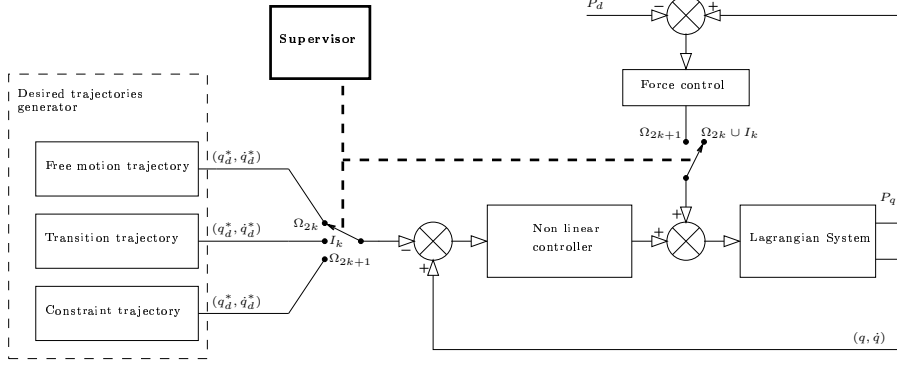 P_d
−
+
Supervisor
Force control
Desired trajectories
generator
Ω_{2k+1}
Ω_{2k} ∪ I_k
Free motion trajectory
(q_d^*, q̇_d^*)
Transition trajectory
(q_d^*, q̇_d^*)
Ω_{2k}
I_k
Ω_{2k+1}
−
+
Non linear
controller
+
+
Lagrangian System
P_q
Constraint trajectory
(q_d^*, q̇_d^*)
(q, q̇)